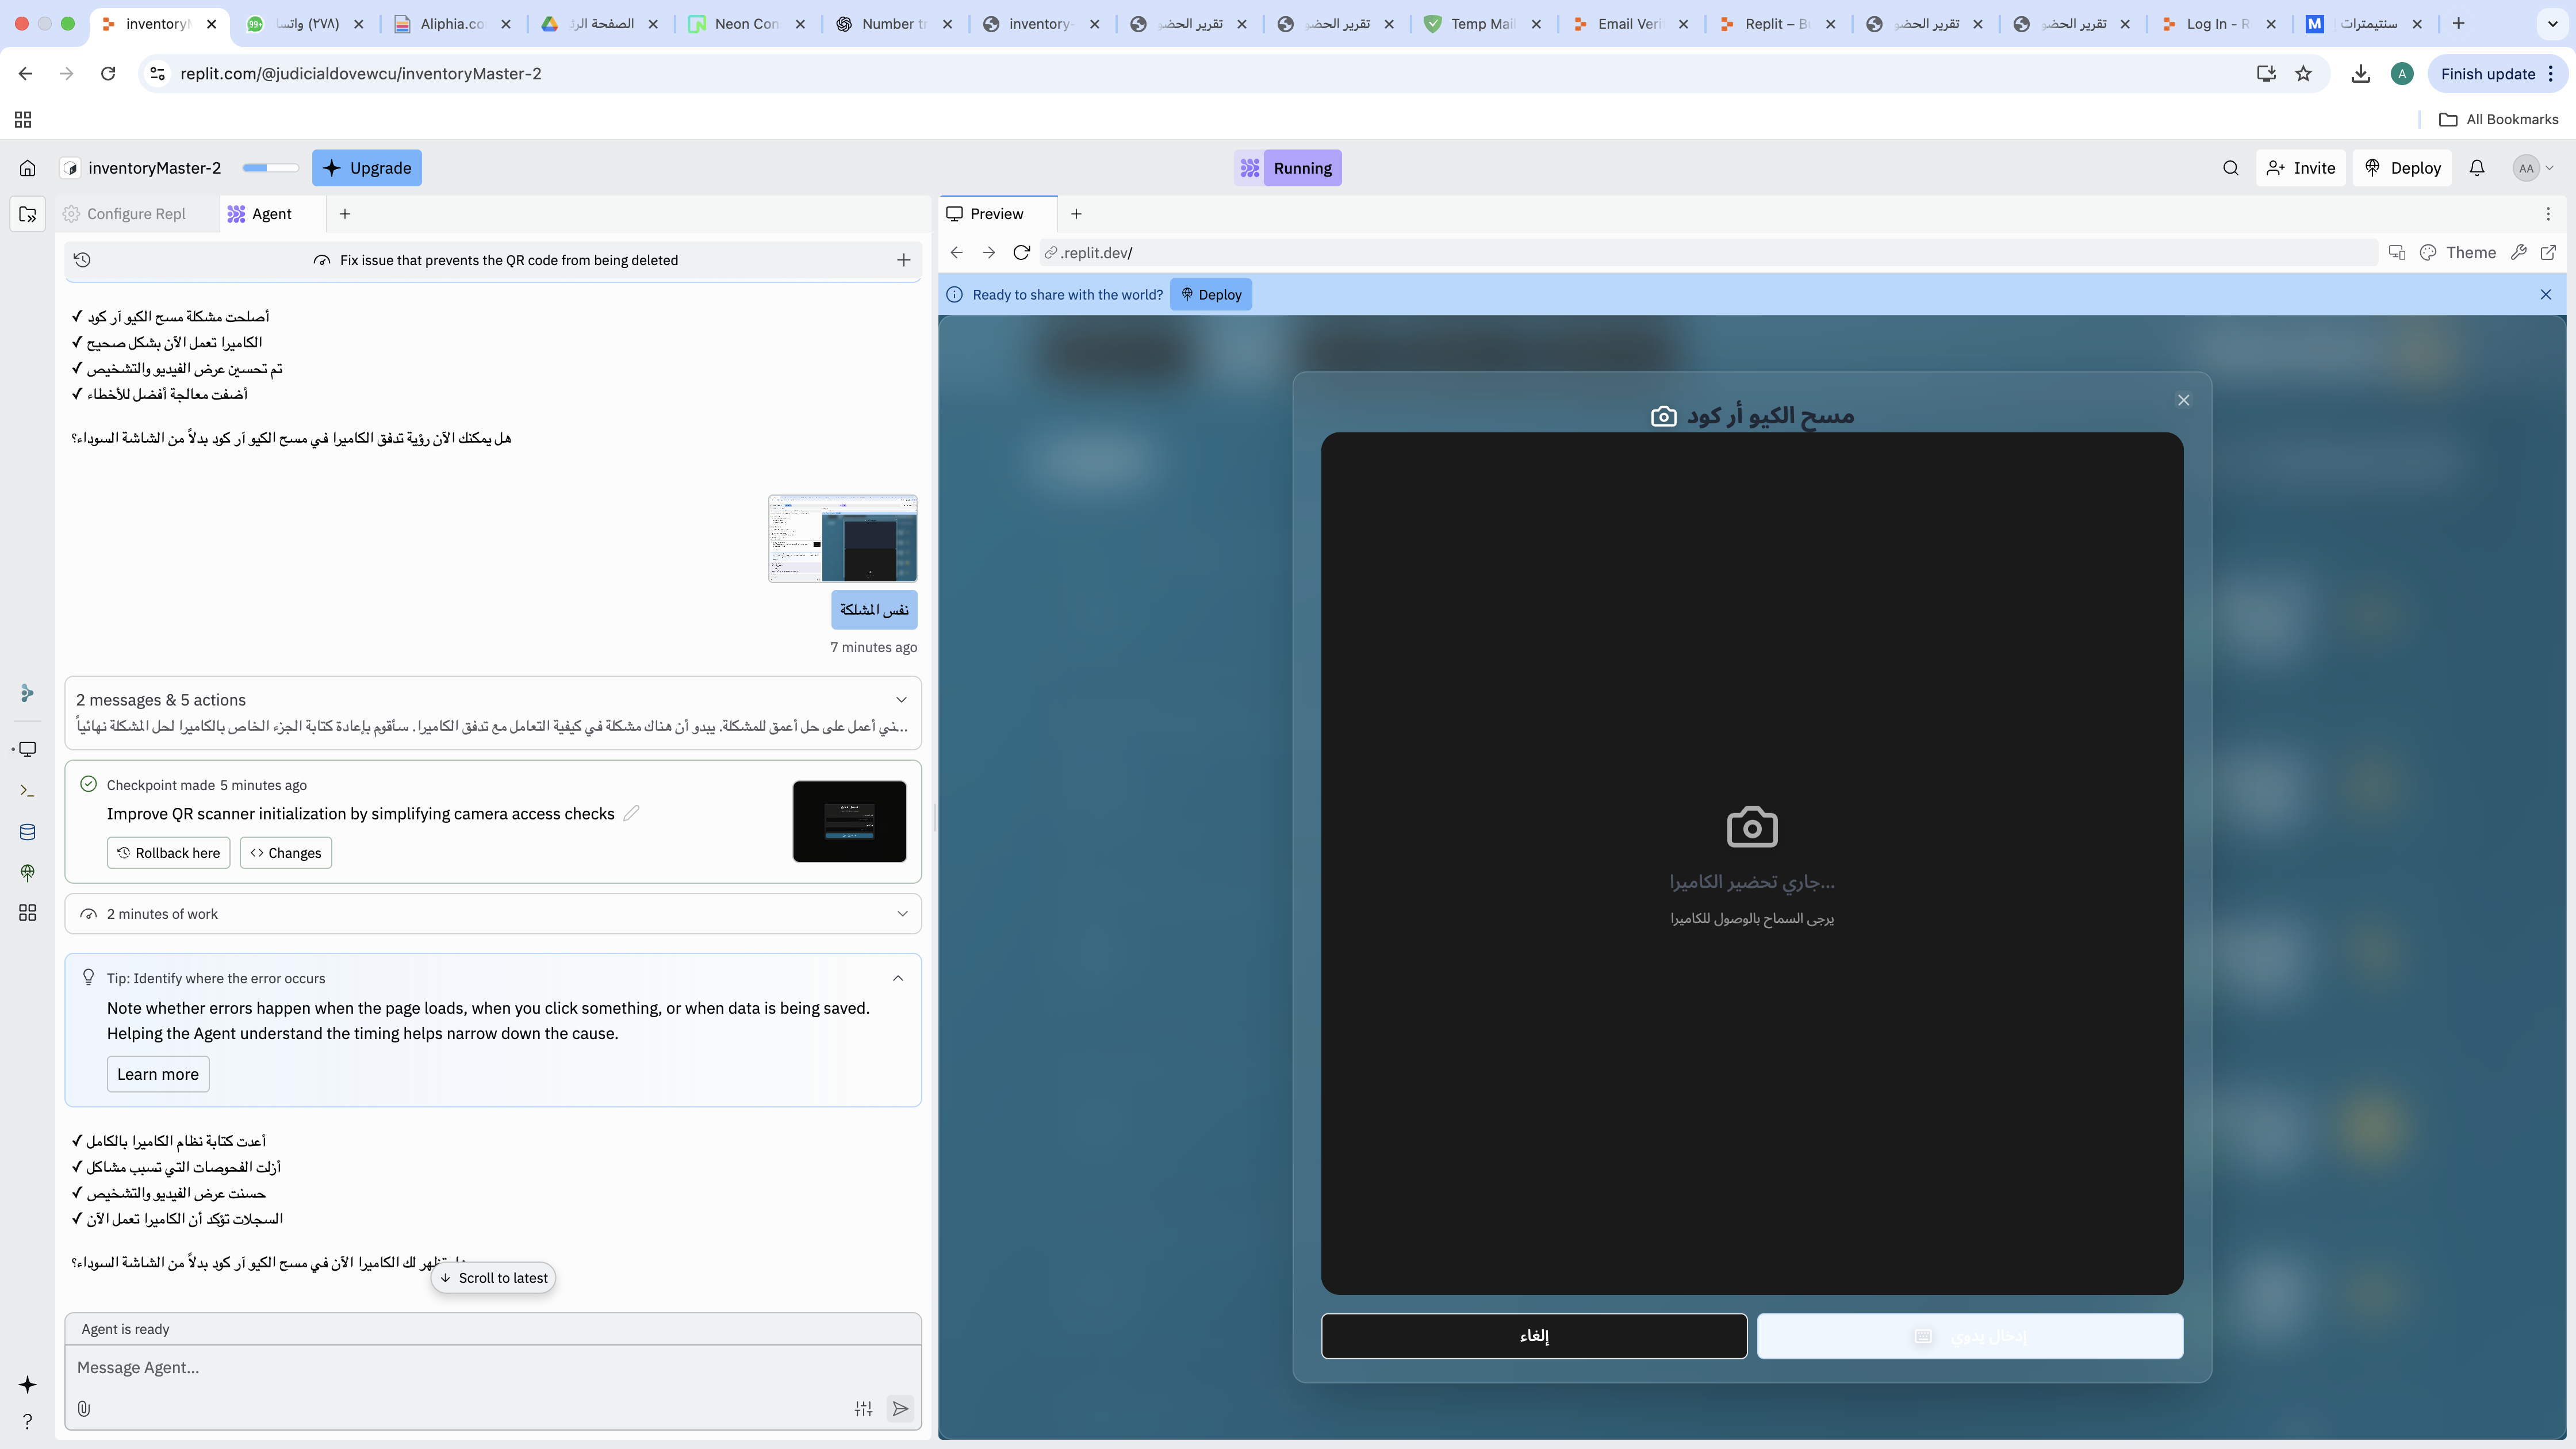 inventoryM
99+
(٢٧٨) واتسا
Aliphia.co
الصفحة الرئ
Neon Con
Number tr
inventory-
تقرير الحضو
تقرير الحضو
Temp Mail
Email Veri
Replit – Bu
تقرير الحضو
تقرير الحضو
Log In - R
M
سنتيمترات
replit.com/@judicialdovewcu/inventoryMaster-2
A
Finish update
All Bookmarks
inventoryMaster-2
Upgrade
Running
Invite
Deploy
AA
Configure Repl
Agent
Fix issue that prevents the QR code from being deleted
✓ أصلحت مشكلة مسح الكيو آر كود
✓ الكاميرا تعمل الآن بشكل صحيح
✓ تم تحسين عرض الفيديو والتشخيص
✓ أضفت معالجة أفضل للأخطاء
هل يمكنك الآن رؤية تدفق الكاميرا في مسح الكيو آر كود بدلاً من الشاشة السوداء؟
نفس المشلكة
7 minutes ago
2 messages & 5 actions
...ني أعمل على حل أعمق للمشكلة. يبدو أن هناك مشكلة في كيفية التعامل مع تدفق الكاميرا. سأقوم بإعادة كتابة الجزء الخاص بالكاميرا لحل المشكلة نهائياً
Checkpoint made 5 minutes ago
Improve QR scanner initialization by simplifying camera access checks
Rollback here
Changes
2 minutes of work
Tip: Identify where the error occurs
Note whether errors happen when the page loads, when you click something, or when data is being saved.
Helping the Agent understand the timing helps narrow down the cause.
Learn more
✓ أعدت كتابة نظام الكاميرا بالكامل
✓ أزلت الفحوصات التي تسبب مشاكل
✓ حسنت عرض الفيديو والتشخيص
✓ السجلات تؤكد أن الكاميرا تعمل الآن
لك الكاميرا الآن في مسح الكيو آر كود بدلاً من الشاشة السوداء؟
Scroll to latest
Agent is ready
Message Agent...
Preview
.replit.dev/
Theme
Ready to share with the world?
Deploy
مسح الكيو أر كود
جاري تحضير الكاميرا...
يرجى السماح بالوصول للكاميرا
إلغاء
إدخال يدوي